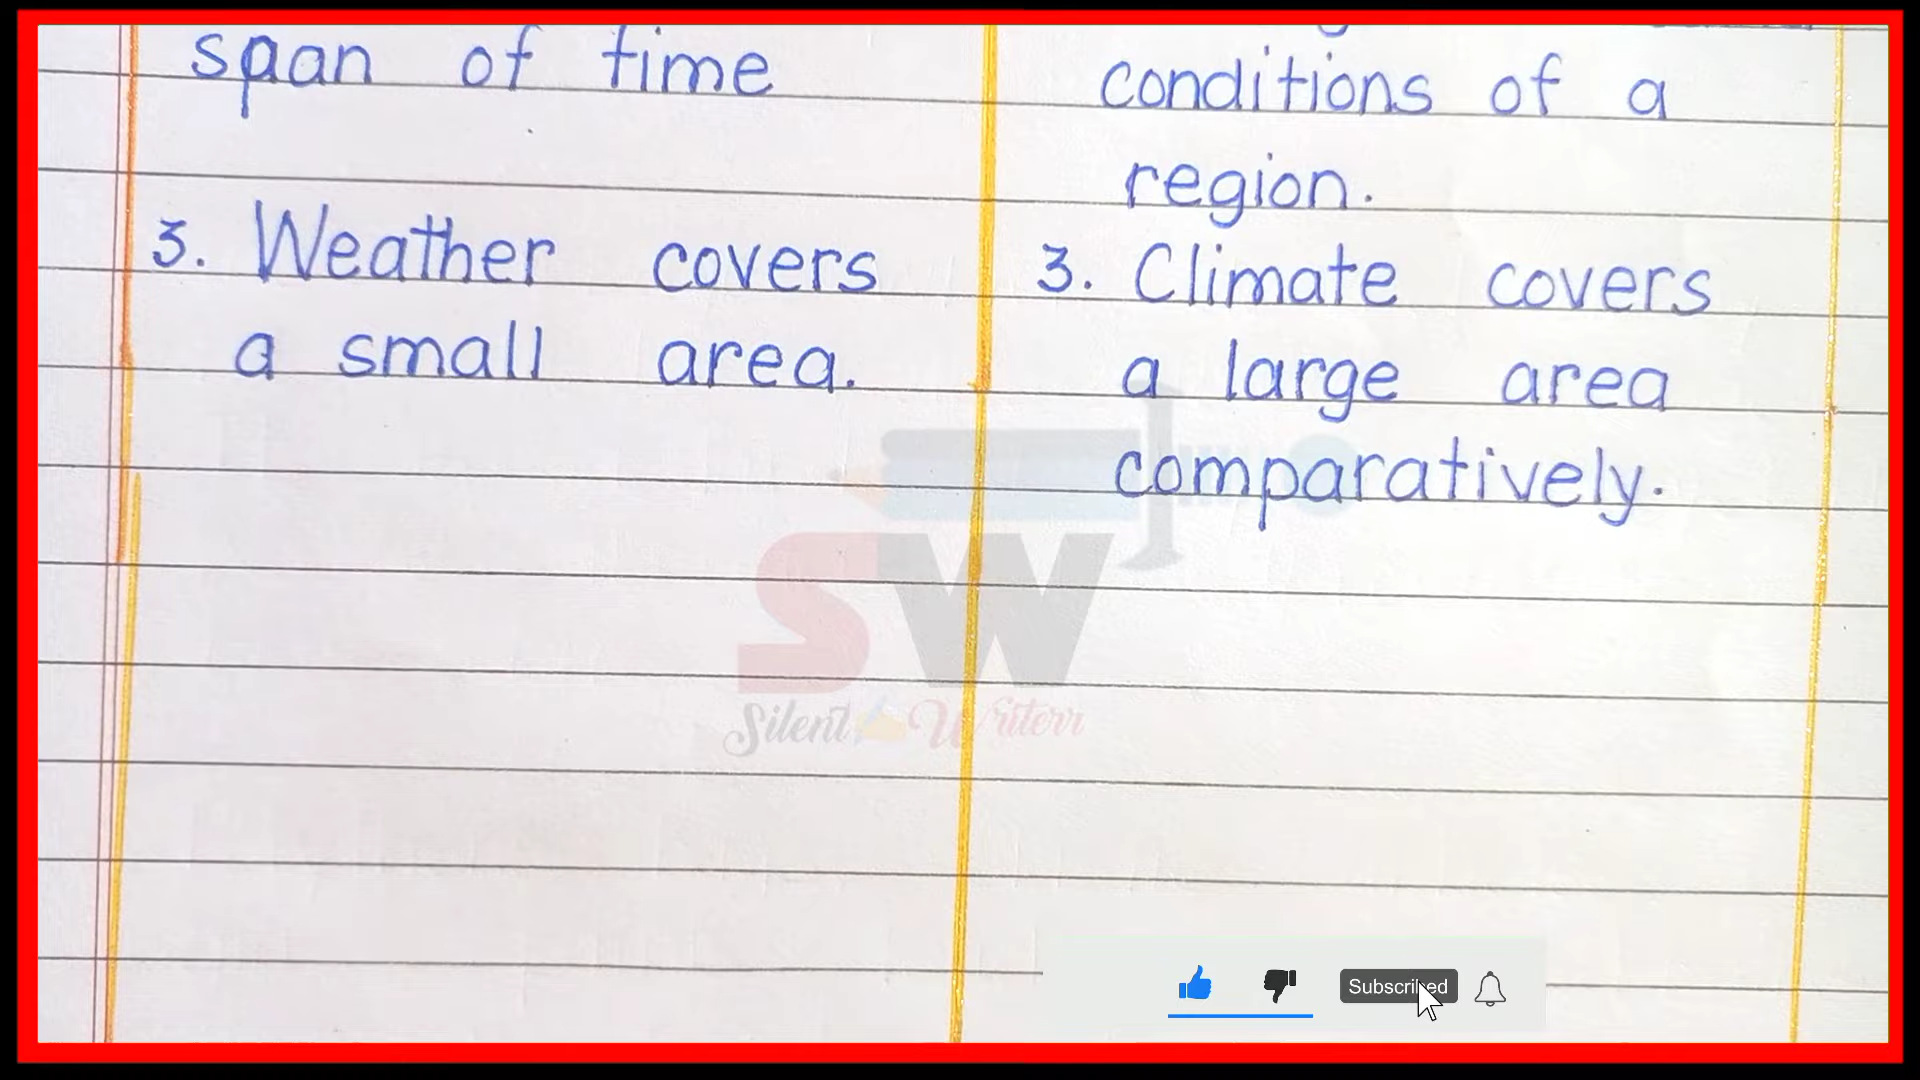 span of time
conditions of a
region.
3. Weather covers
a small area.
3. Climate covers
a large area
comparatively.
SW
Silent Writerr
Subscribed